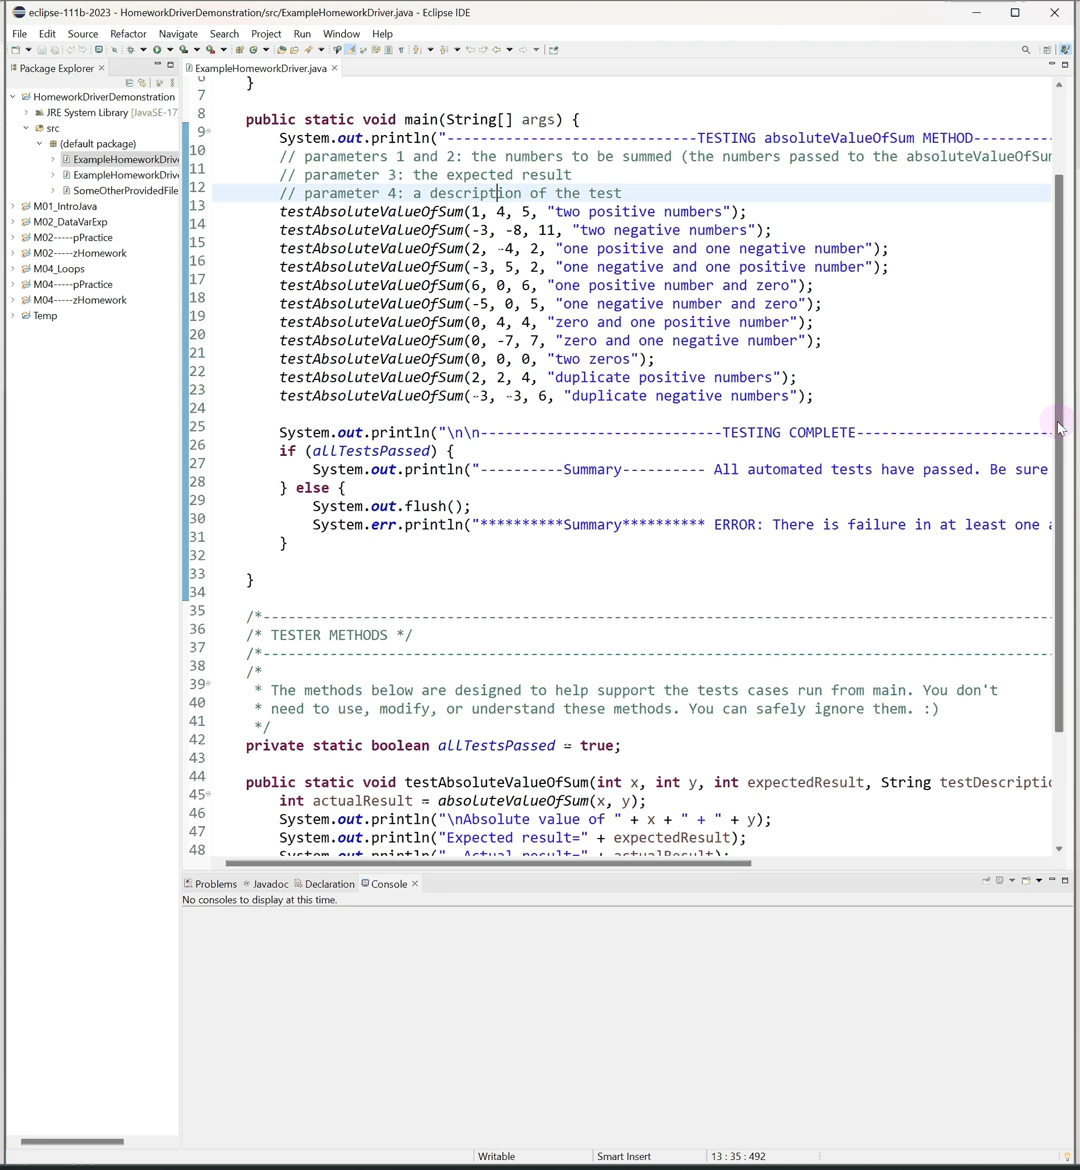 eclipse-111b-2023 - HomeworkDriverDemonstration/src/ExampleHomeworkDriver.java - Eclipse IDE
File Edit Source Refactor Navigate Search Project Run Window Help
Package Explorer
HomeworkDriverDemonstration
JRE System Library [JavaSE-17]
src
(default package)
ExampleHomeworkDrive
ExampleHomeworkDrive
SomeOtherProvidedFile
M01_IntroJava
M02_DataVarExp
M02-----pPractice
M02-----zHomework
M04_Loops
M04-----pPractice
M04-----zHomework
Temp
ExampleHomeworkDriver.java
}
7
8 public static void main(String[] args) {
9 System.out.println("------------------------------TESTING absoluteValueOfSum METHOD----------
10 // parameters 1 and 2: the numbers to be summed (the numbers passed to the absoluteValueOfSum
11 // parameter 3: the expected result
12 // parameter 4: a description of the test
13 testAbsoluteValueOfSum(1, 4, 5, "two positive numbers");
14 testAbsoluteValueOfSum(-3, -8, 11, "two negative numbers");
15 testAbsoluteValueOfSum(2, -4, 2, "one positive and one negative number");
16 testAbsoluteValueOfSum(-3, 5, 2, "one negative and one positive number");
17 testAbsoluteValueOfSum(6, 0, 6, "one positive number and zero");
18 testAbsoluteValueOfSum(-5, 0, 5, "one negative number and zero");
19 testAbsoluteValueOfSum(0, 4, 4, "zero and one positive number");
20 testAbsoluteValueOfSum(0, -7, 7, "zero and one negative number");
21 testAbsoluteValueOfSum(0, 0, 0, "two zeros");
22 testAbsoluteValueOfSum(2, 2, 4, "duplicate positive numbers");
23 testAbsoluteValueOfSum(-3, -3, 6, "duplicate negative numbers");
24
25 System.out.println("\n\n-----------------------------TESTING COMPLETE------------------------
26 if (allTestsPassed) {
27 System.out.println("----------Summary---------- All automated tests have passed. Be sure
28 } else {
29 System.out.flush();
30 System.err.println("**********Summary********** ERROR: There is failure in at least one a
31 }
32
33 }
34
35 /*-----------------------------------------------------------------------------------------------
36 /* TESTER METHODS */
37 /*-----------------------------------------------------------------------------------------------
38 /*
39 * The methods below are designed to help support the tests cases run from main. You don't
40 * need to use, modify, or understand these methods. You can safely ignore them. :)
41 */
42 private static boolean allTestsPassed = true;
43
44 public static void testAbsoluteValueOfSum(int x, int y, int expectedResult, String testDescriptio
45 int actualResult = absoluteValueOfSum(x, y);
46 System.out.println("\nAbsolute value of " + x + " + " + y);
47 System.out.println("Expected result=" + expectedResult);
48 System.out.println("  Actual result=" + actualResult);
Problems Javadoc Declaration Console
No consoles to display at this time.
Writable Smart Insert 13 : 35 : 492